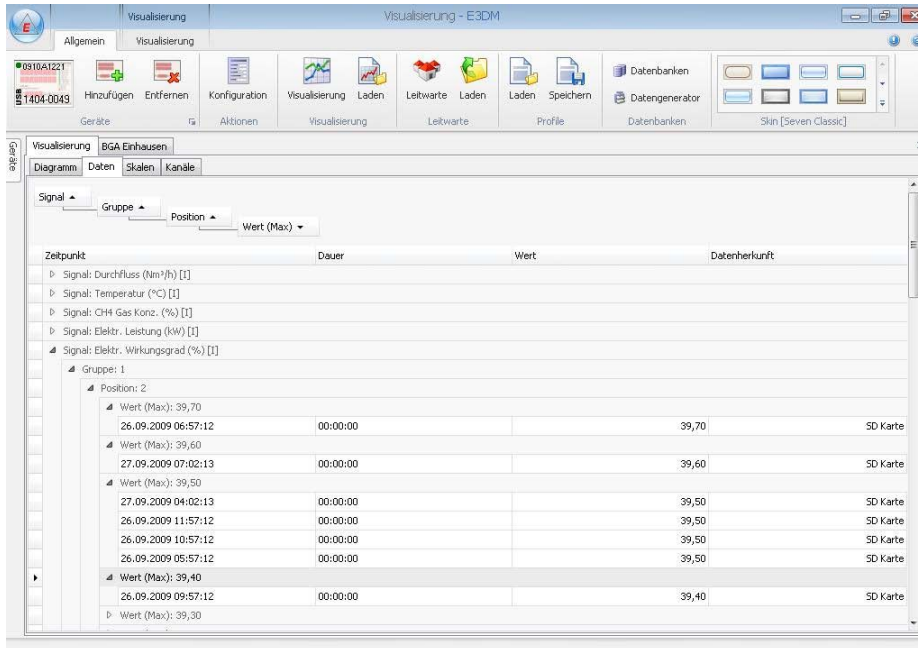 Visualisierung
Visualisierung - E3DM
Allgemein
Visualisierung
0910A1221
1404-0049
Hinzufügen
Entfernen
Konfiguration
Visualisierung
Laden
Leitwarte
Laden
Laden
Speichern
Datenbanken
Datengenerator
Geräte
Aktionen
Visualisierung
Leitwarte
Profile
Datenbanken
Skin [Seven Classic]
Geräte
Visualisierung
BGA Einhausen
Diagramm
Daten
Skalen
Kanäle
Signal
Gruppe
Position
Wert (Max)
Zeitpunkt Dauer Wert Datenherkunft
Signal: Durchfluss (Nm³/h) [I]
Signal: Temperatur (°C) [I]
Signal: CH4 Gas Konz. (%) [I]
Signal: Elektr. Leistung (kW) [I]
Signal: Elektr. Wirkungsgrad (%) [I]
Gruppe: 1
Position: 2
Wert (Max): 39,70
26.09.2009 06:57:12 00:00:00 39,70 SD Karte
Wert (Max): 39,60
27.09.2009 07:02:13 00:00:00 39,60 SD Karte
Wert (Max): 39,50
27.09.2009 04:02:13 00:00:00 39,50 SD Karte
26.09.2009 11:57:12 00:00:00 39,50 SD Karte
26.09.2009 10:57:12 00:00:00 39,50 SD Karte
26.09.2009 05:57:12 00:00:00 39,50 SD Karte
Wert (Max): 39,40
26.09.2009 09:57:12 00:00:00 39,40 SD Karte
Wert (Max): 39,30